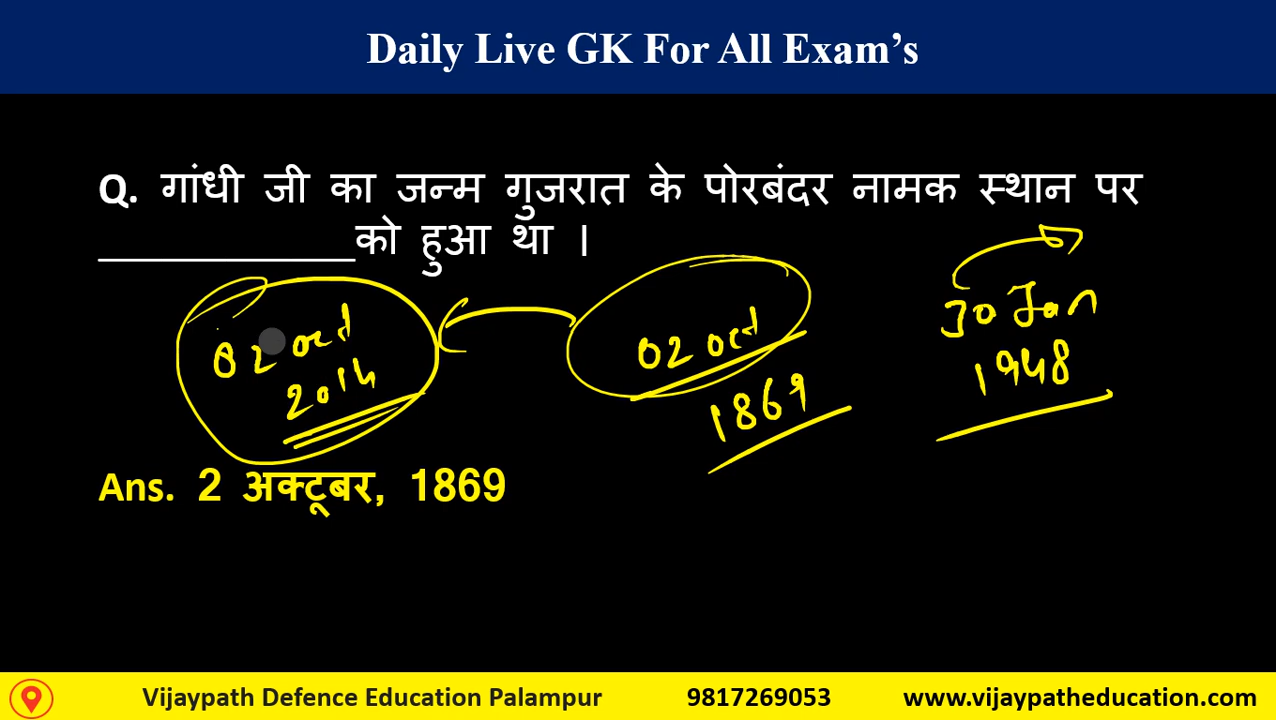 Daily Live GK For All Exam’s
Q. गांधी जी का जन्म गुजरात के पोरबंदर नामक स्थान पर
____________को हुआ था ।
02 oct
2014
02 oct
1869
30 Jan
1948
Ans. 2 अक्टूबर, 1869
Vijaypath Defence Education Palampur 9817269053 www.vijaypatheducation.com